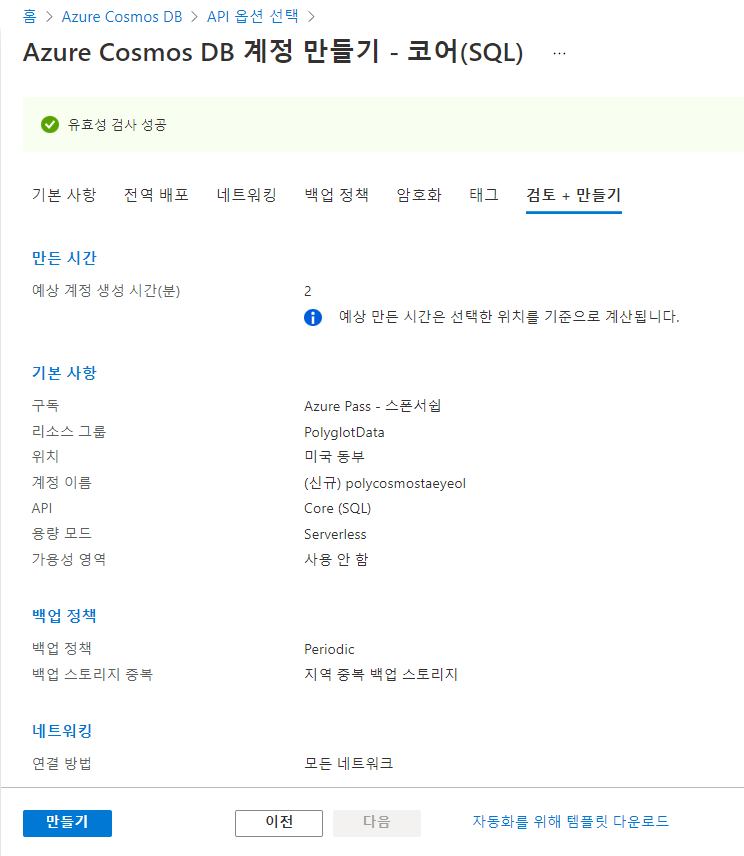 홈 > Azure Cosmos DB > API 옵션 선택 >
Azure Cosmos DB 계정 만들기 - 코어(SQL) ...
유효성 검사 성공
기본 사항 전역 배포 네트워킹 백업 정책 암호화 태그 검토 + 만들기
만든 시간
예상 계정 생성 시간(분) 2
예상 만든 시간은 선택한 위치를 기준으로 계산됩니다.
기본 사항
구독 Azure Pass - 스폰서쉽
리소스 그룹 PolyglotData
위치 미국 동부
계정 이름 (신규) polycosmostaeyeol
API Core (SQL)
용량 모드 Serverless
가용성 영역 사용 안 함
백업 정책
백업 정책 Periodic
백업 스토리지 중복 지역 중복 백업 스토리지
네트워킹
연결 방법 모든 네트워크
만들기 이전 다음 자동화를 위해 템플릿 다운로드